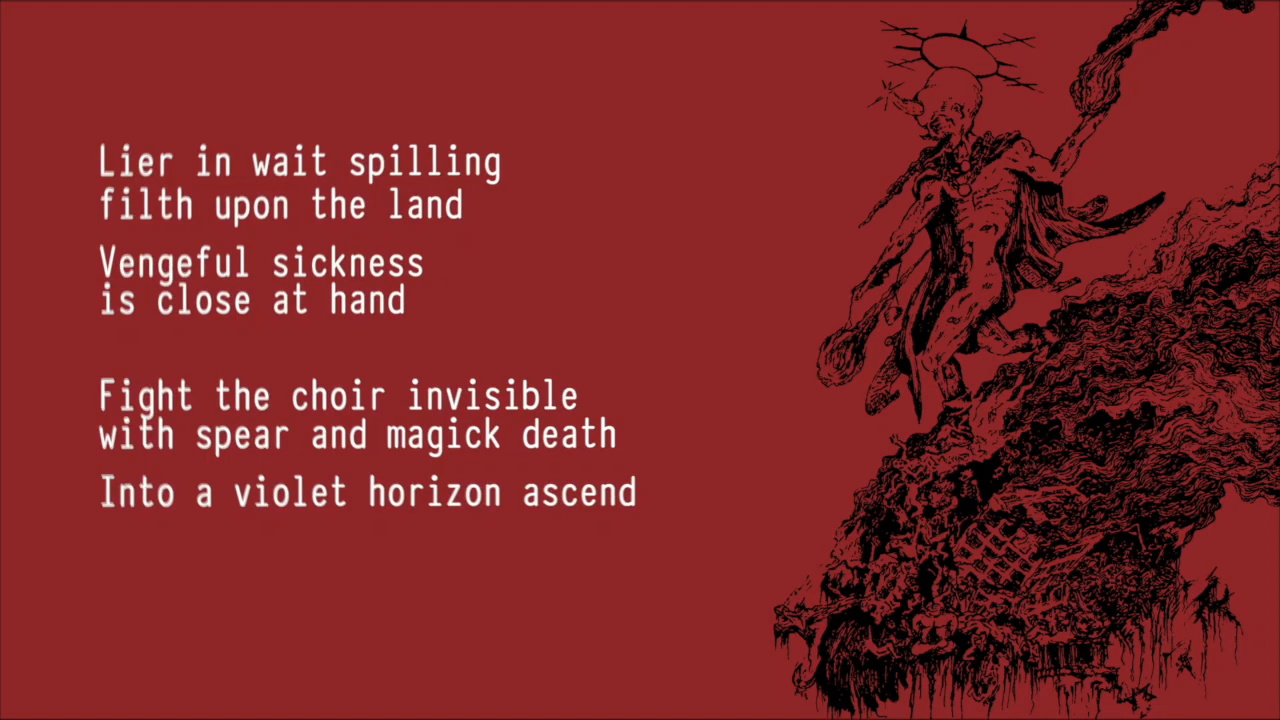 Lier in wait spilling
filth upon the land
Vengeful sickness
is close at hand
Fight the choir invisible
with spear and magick death
Into a violet horizon ascend